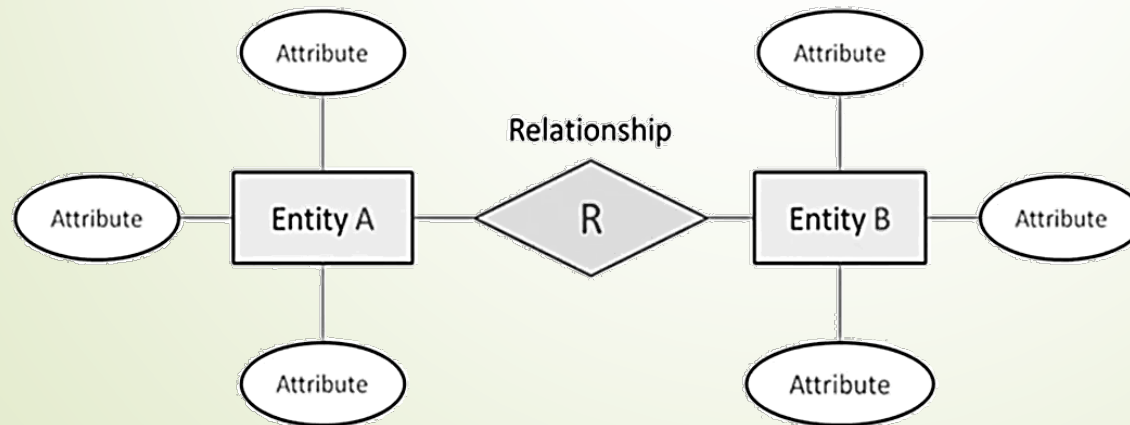 Attribute
Attribute
Relationship
Attribute
Entity A
R
Entity B
Attribute
Attribute
Attribute